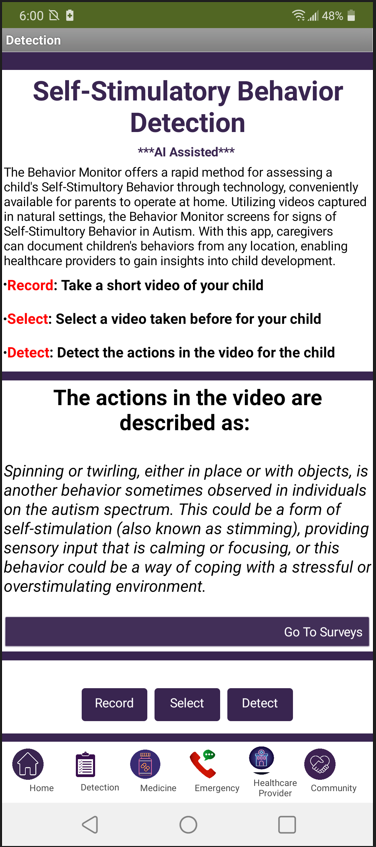 6:00 48%
Detection
Self-Stimulatory Behavior
Detection
***AI Assisted***
The Behavior Monitor offers a rapid method for assessing a
child's Self-Stimultory Behavior through technology, conveniently
available for parents to operate at home. Utilizing videos captured
in natural settings, the Behavior Monitor screens for signs of
Self-Stimultory Behavior in Autism. With this app, caregivers
can document children's behaviors from any location, enabling
healthcare providers to gain insights into child development.
•Record: Take a short video of your child
•Select: Select a video taken before for your child
•Detect: Detect the actions in the video for the child
The actions in the video are
described as:
Spinning or twirling, either in place or with objects, is
another behavior sometimes observed in individuals
on the autism spectrum. This could be a form of
self-stimulation (also known as stimming), providing
sensory input that is calming or focusing, or this
behavior could be a way of coping with a stressful or
overstimulating environment.
Go To Surveys
Record Select Detect
Home Detection Medicine Emergency Healthcare Provider Community